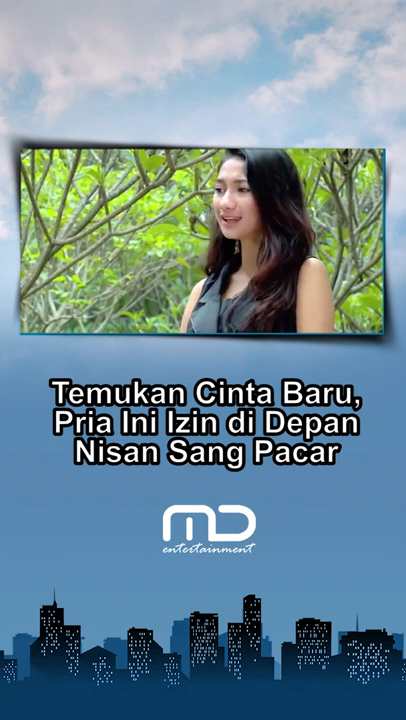 Temukan Cinta Baru,
Pria Ini Izin di Depan
Nisan Sang Pacar
MD
entertainment